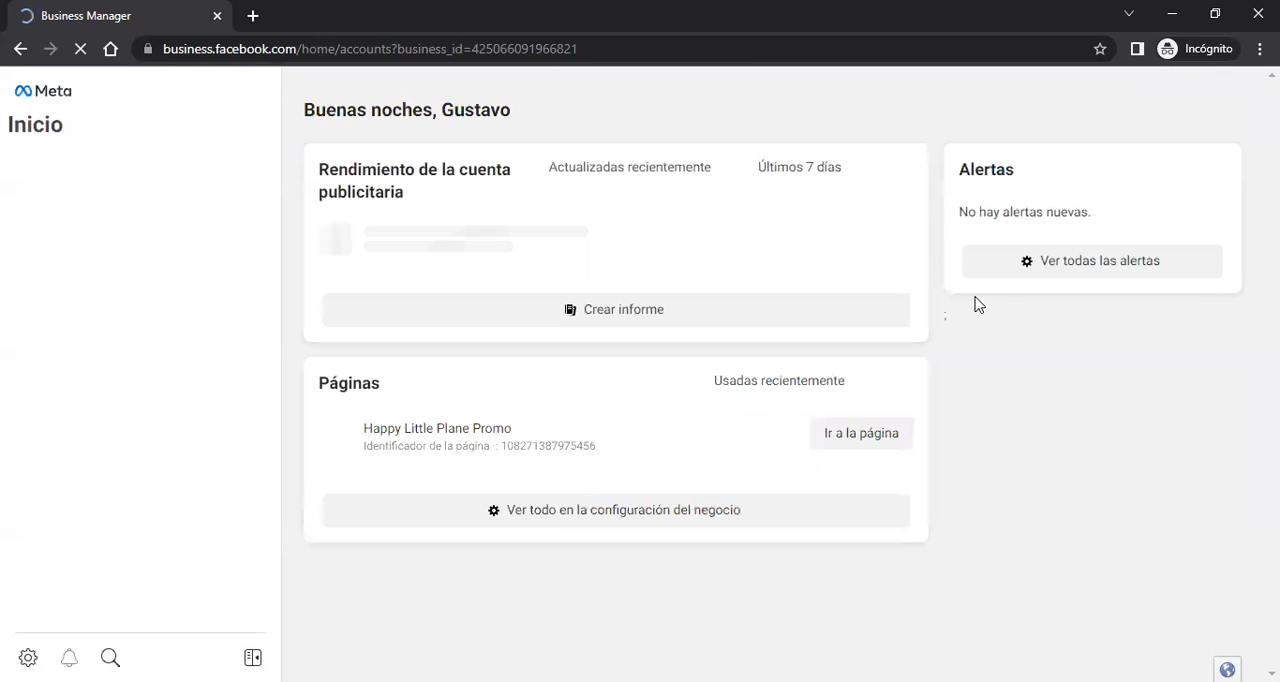 Business Manager
business.facebook.com/home/accounts?business_id=425066091966821
Incógnito
Meta
Inicio
Buenas noches, Gustavo
Rendimiento de la cuenta publicitaria
Actualizadas recientemente
Últimos 7 días
Crear informe
Alertas
No hay alertas nuevas.
Ver todas las alertas
;
Páginas
Usadas recientemente
Happy Little Plane Promo
Identificador de la página ·: 108271387975456
Ir a la página
Ver todo en la configuración del negocio